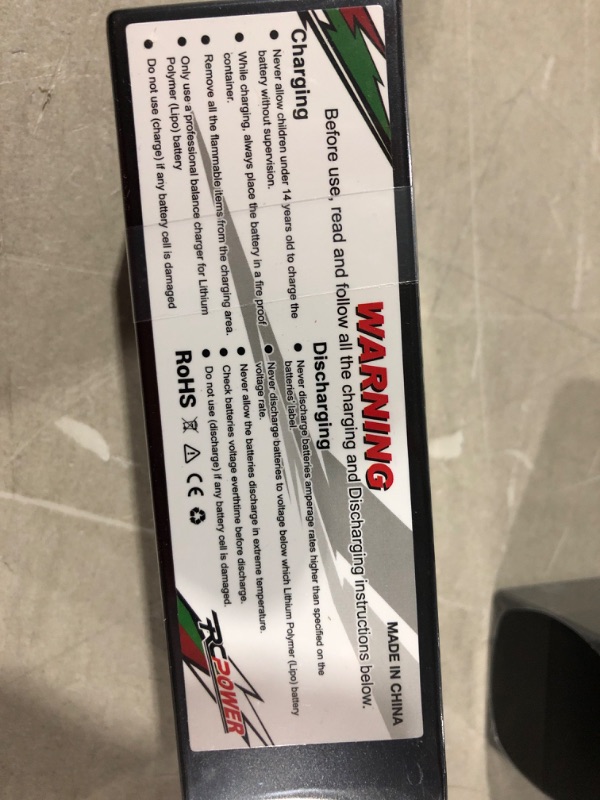 MADE IN CHINA
WARNING
Before use, read and follow all the charging and Discharging instructions below.
Charging
● Never allow children under 14 years old to charge the
battery without supervision.
● While charging, always place the battery in a fire proof
container.
● Remove all the flammable items from the charging area.
● Only use a professional balance charger for Lithium
Polymer (Lipo) battery
● Do not use (charge) if any battery cell is damaged
Discharging
● Never discharge batteries amperage rates higher than specified on the
batteries' label.
● Never discharge batteries to voltage below which Lithium Polymer (Lipo) battery
voltage rate.
● Never allow the batteries discharge in extreme temperature.
● Check batteries voltage everthtime before discharge.
● Do not use (discharge) if any battery cell is damaged.
RoHS CE
RCPOWER